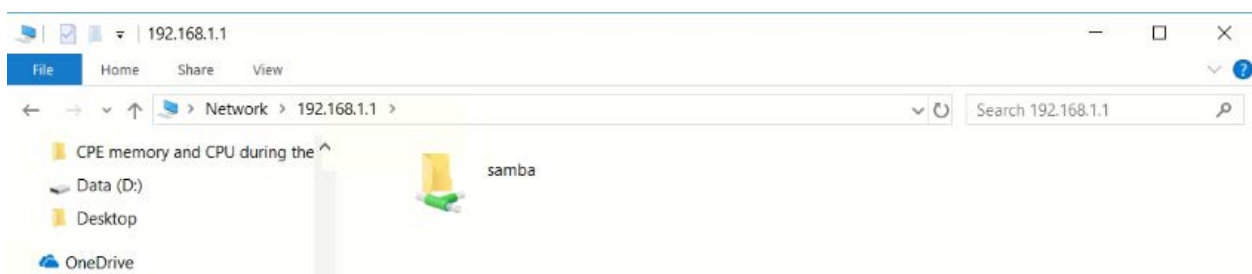 192.168.1.1
File Home Share View
Network > 192.168.1.1 >
Search 192.168.1.1
CPE memory and CPU during the
Data (D:)
Desktop
OneDrive
samba